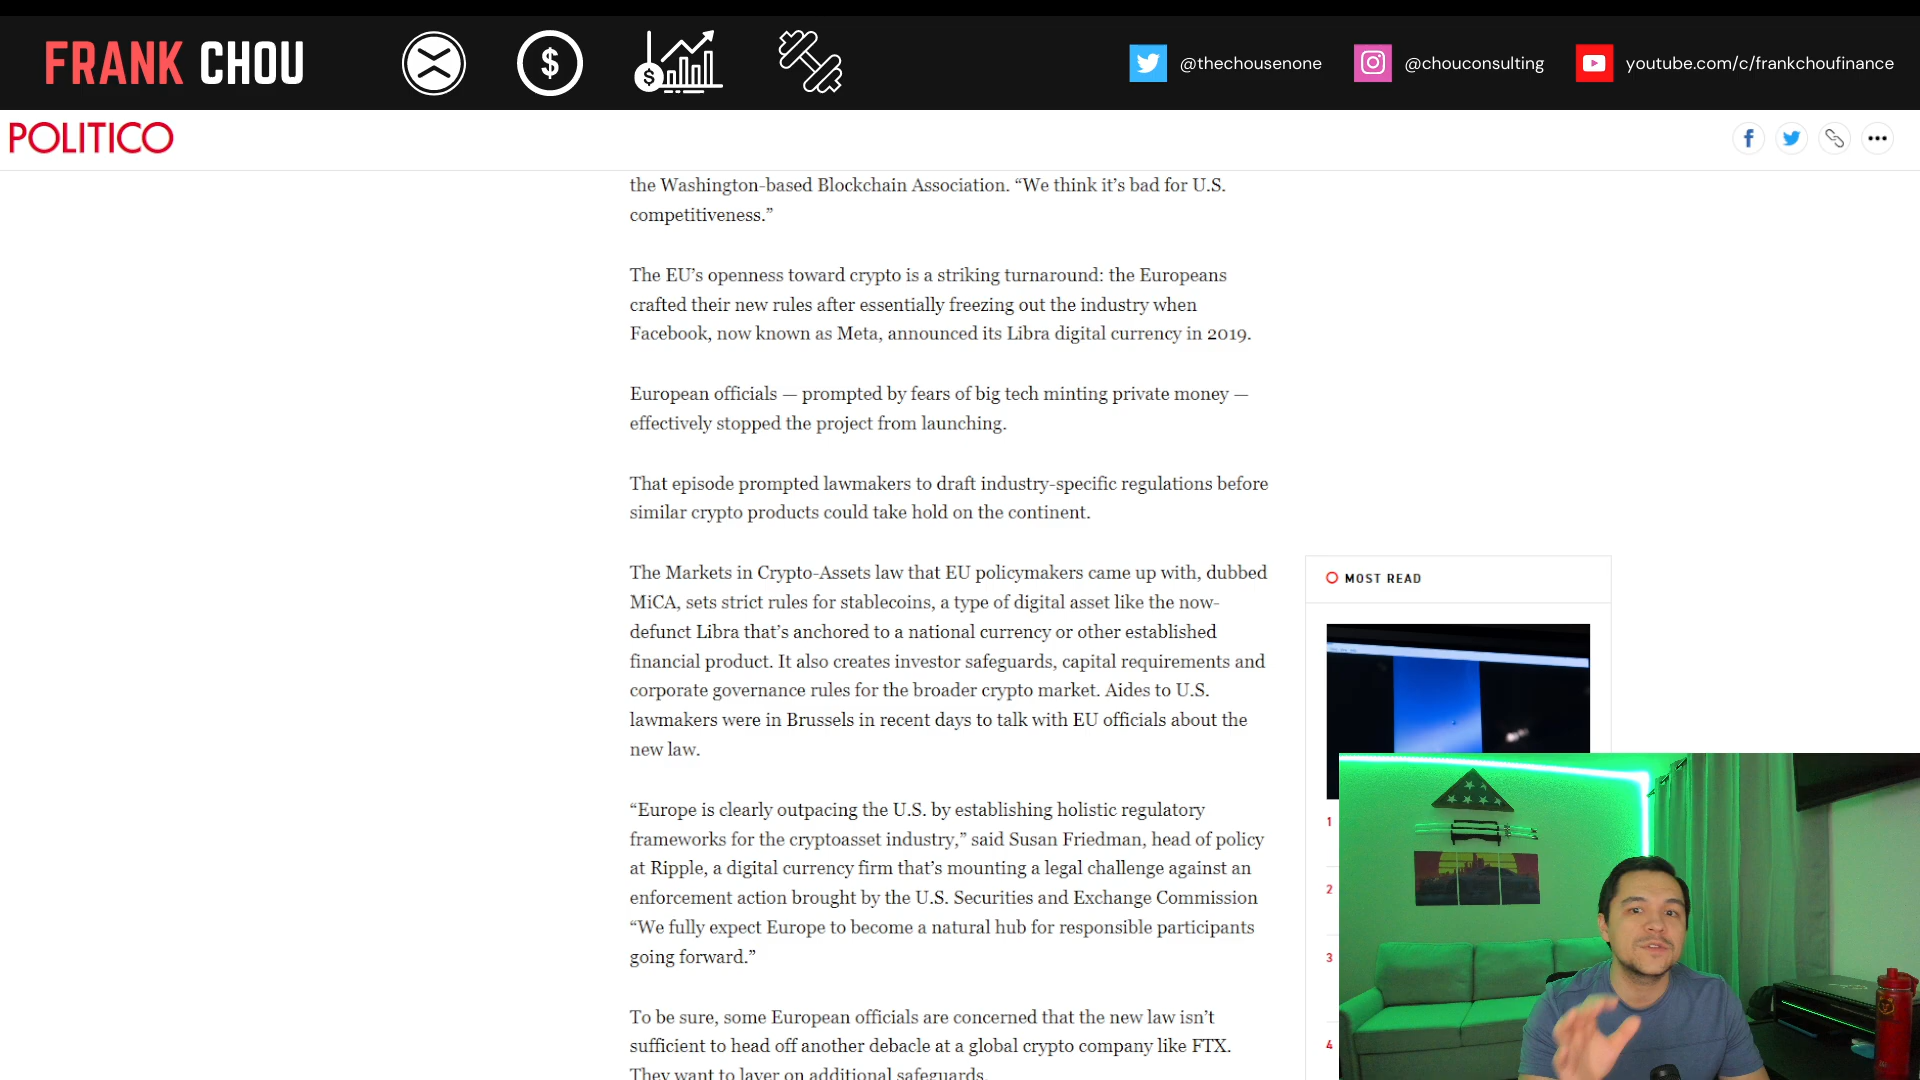 FRANK CHOU
@thechousenone
@chouconsulting
youtube.com/c/frankchoufinance
POLITICO
the Washington-based Blockchain Association. “We think it’s bad for U.S.
competitiveness.”
The EU’s openness toward crypto is a striking turnaround: the Europeans
crafted their new rules after essentially freezing out the industry when
Facebook, now known as Meta, announced its Libra digital currency in 2019.
European officials — prompted by fears of big tech minting private money —
effectively stopped the project from launching.
That episode prompted lawmakers to draft industry-specific regulations before
similar crypto products could take hold on the continent.
The Markets in Crypto-Assets law that EU policymakers came up with, dubbed
MiCA, sets strict rules for stablecoins, a type of digital asset like the now-
defunct Libra that’s anchored to a national currency or other established
financial product. It also creates investor safeguards, capital requirements and
corporate governance rules for the broader crypto market. Aides to U.S.
lawmakers were in Brussels in recent days to talk with EU officials about the
new law.
“Europe is clearly outpacing the U.S. by establishing holistic regulatory
frameworks for the cryptoasset industry,” said Susan Friedman, head of policy
at Ripple, a digital currency firm that’s mounting a legal challenge against an
enforcement action brought by the U.S. Securities and Exchange Commission
“We fully expect Europe to become a natural hub for responsible participants
going forward.”
To be sure, some European officials are concerned that the new law isn’t
sufficient to head off another debacle at a global crypto company like FTX.
They want to layer on additional safeguards.
MOST READ
1
2
3
4